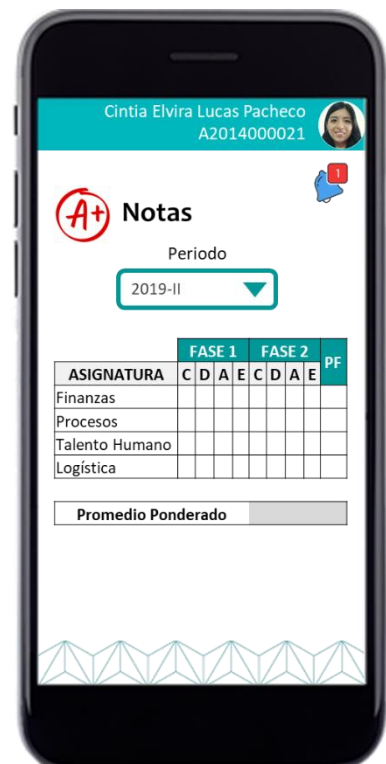 Cintia Elvira Lucas Pacheco
A2014000021
1
A+ Notas
Periodo
2019-II
FASE 1 FASE 2 PF
ASIGNATURA C D A E C D A E
Finanzas
Procesos
Talento Humano
Logística
Promedio Ponderado